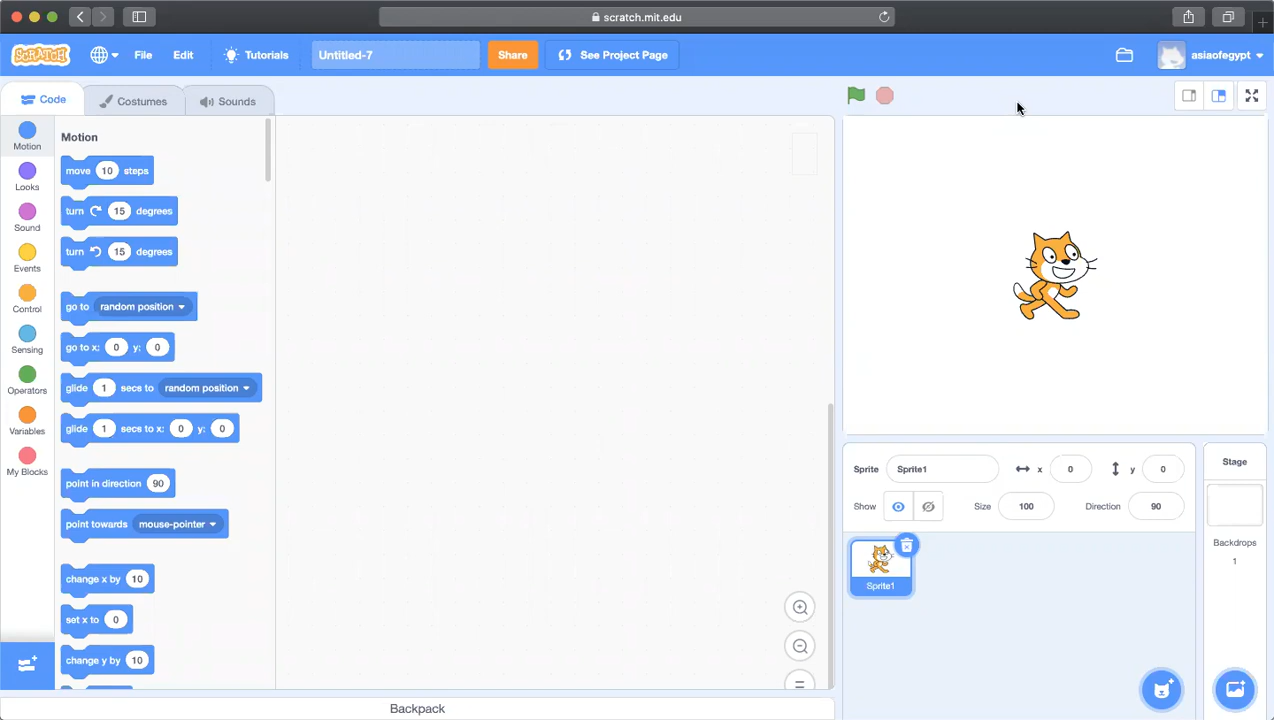 scratch.mit.edu
SCRATCH
File
Edit
Tutorials
Untitled-7
Share
See Project Page
asiaofegypt
Code
Costumes
Sounds
Motion
Looks
Sound
Events
Control
Sensing
Operators
Variables
My Blocks
Motion
move 10 steps
turn 15 degrees
turn 15 degrees
go to random position
go to x: 0 y: 0
glide 1 secs to random position
glide 1 secs to x: 0 y: 0
point in direction 90
point towards mouse-pointer
change x by 10
set x to 0
change y by 10
Backpack
Sprite Sprite1 x 0 y 0
Show Size 100 Direction 90
Sprite1
Stage
Backdrops
1